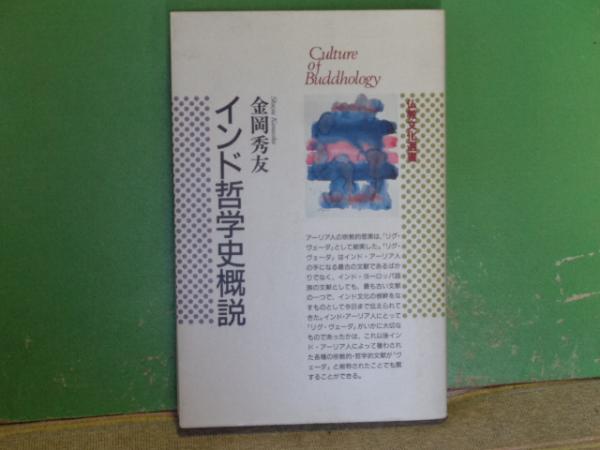 Culture
of
Buddhology
仏教文化選書
Shūyū Kanaoka
金岡秀友
インド哲学史概説
アーリア人の宗教的営実は、「リグ・
ヴェーダ」として結実した。「リグ・
ヴェーダ」はインド・アーリア人
の手になる最古の文献であるばか
りでなく、インド・ヨーロッパ語
族の文献としても、最も古い文献
の一つで、インド文化の根幹をな
すものとして今日まで伝えられて
きた。インド・アーリア人にとって
「リグ・ヴェーダ」がいかに大切な
ものであったかは、これ以後イン
ド・アーリア人によって著わされ
た各種の宗教的・哲学的文献が「ヴ
ェーダ」と総称されたことでも察
することができる。